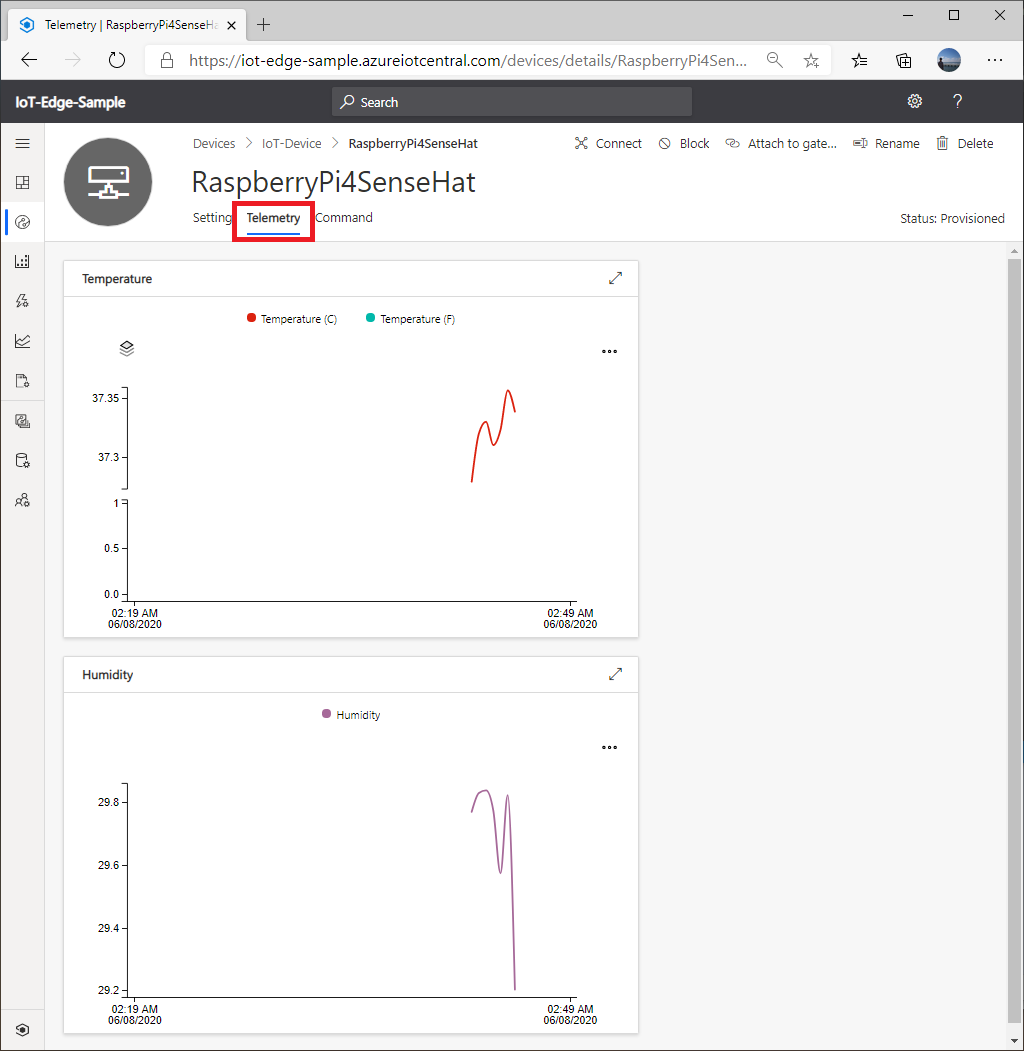 Telemetry | RaspberryPi4SenseHa
https://iot-edge-sample.azureiotcentral.com/devices/details/RaspberryPi4Sen...
IoT-Edge-Sample
Search
?
Devices > IoT-Device > RaspberryPi4SenseHat
Connect
Block
Attach to gate...
Rename
Delete
RaspberryPi4SenseHat
Setting
Telemetry
Command
Status: Provisioned
Temperature
Temperature (C)
Temperature (F)
37.35
37.3
1
0.5
0.0
02:19 AM
06/08/2020
02:49 AM
06/08/2020
Humidity
Humidity
29.8
29.6
29.4
29.2
02:19 AM
06/08/2020
02:49 AM
06/08/2020